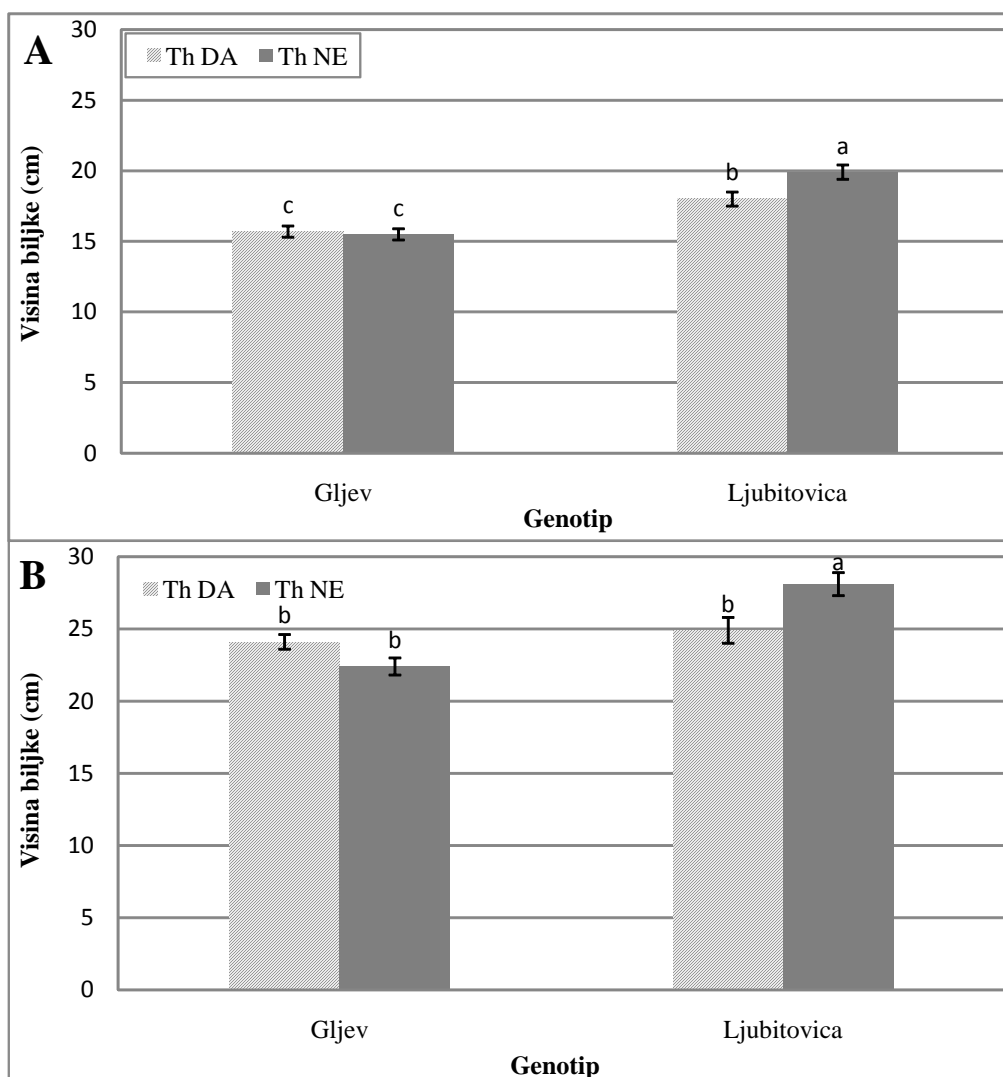 A
Th DA Th NE
Visina biljke (cm)
30
25
20
15
10
5
0
c c b a
Gljev Ljubitovica
Genotip
B
Th DA Th NE
Visina biljke (cm)
30
25
20
15
10
5
0
b b b a
Gljev Ljubitovica
Genotip